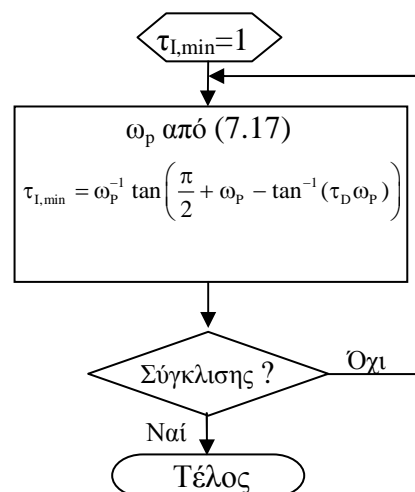 τI,min=1
ωp από (7.17)
τI,min = ωP^-1 tan(π/2 + ωP − tan^-1(τDωP))
Σύγκλισης ?
Όχι
Ναί
Τέλος